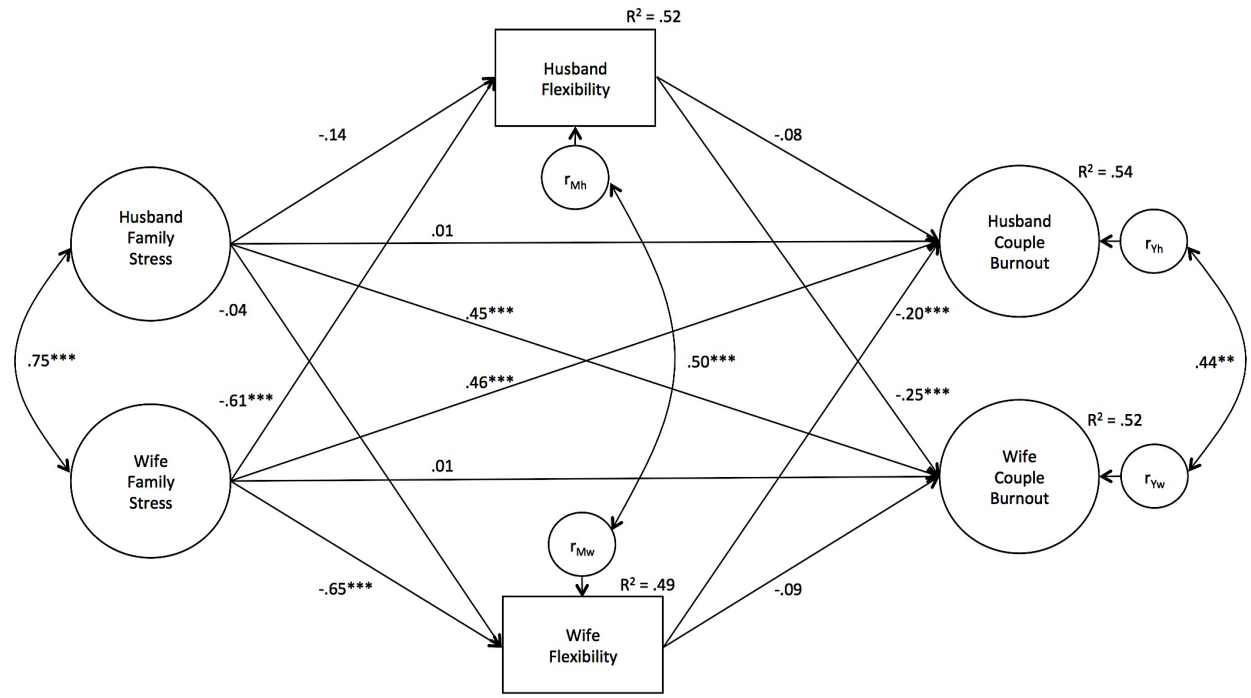 R² = .52
Husband
Flexibility
-.14
-.08
rMh
R² = .54
Husband
Family
Stress
Husband
Couple
Burnout
rYh
.01
-.04
.45***
-.20***
.75***
.50***
.44**
.46***
-.61***
-.25***
R² = .52
Wife
Family
Stress
.01
Wife
Couple
Burnout
rYw
rMw
-.65***
R² = .49
-.09
Wife
Flexibility